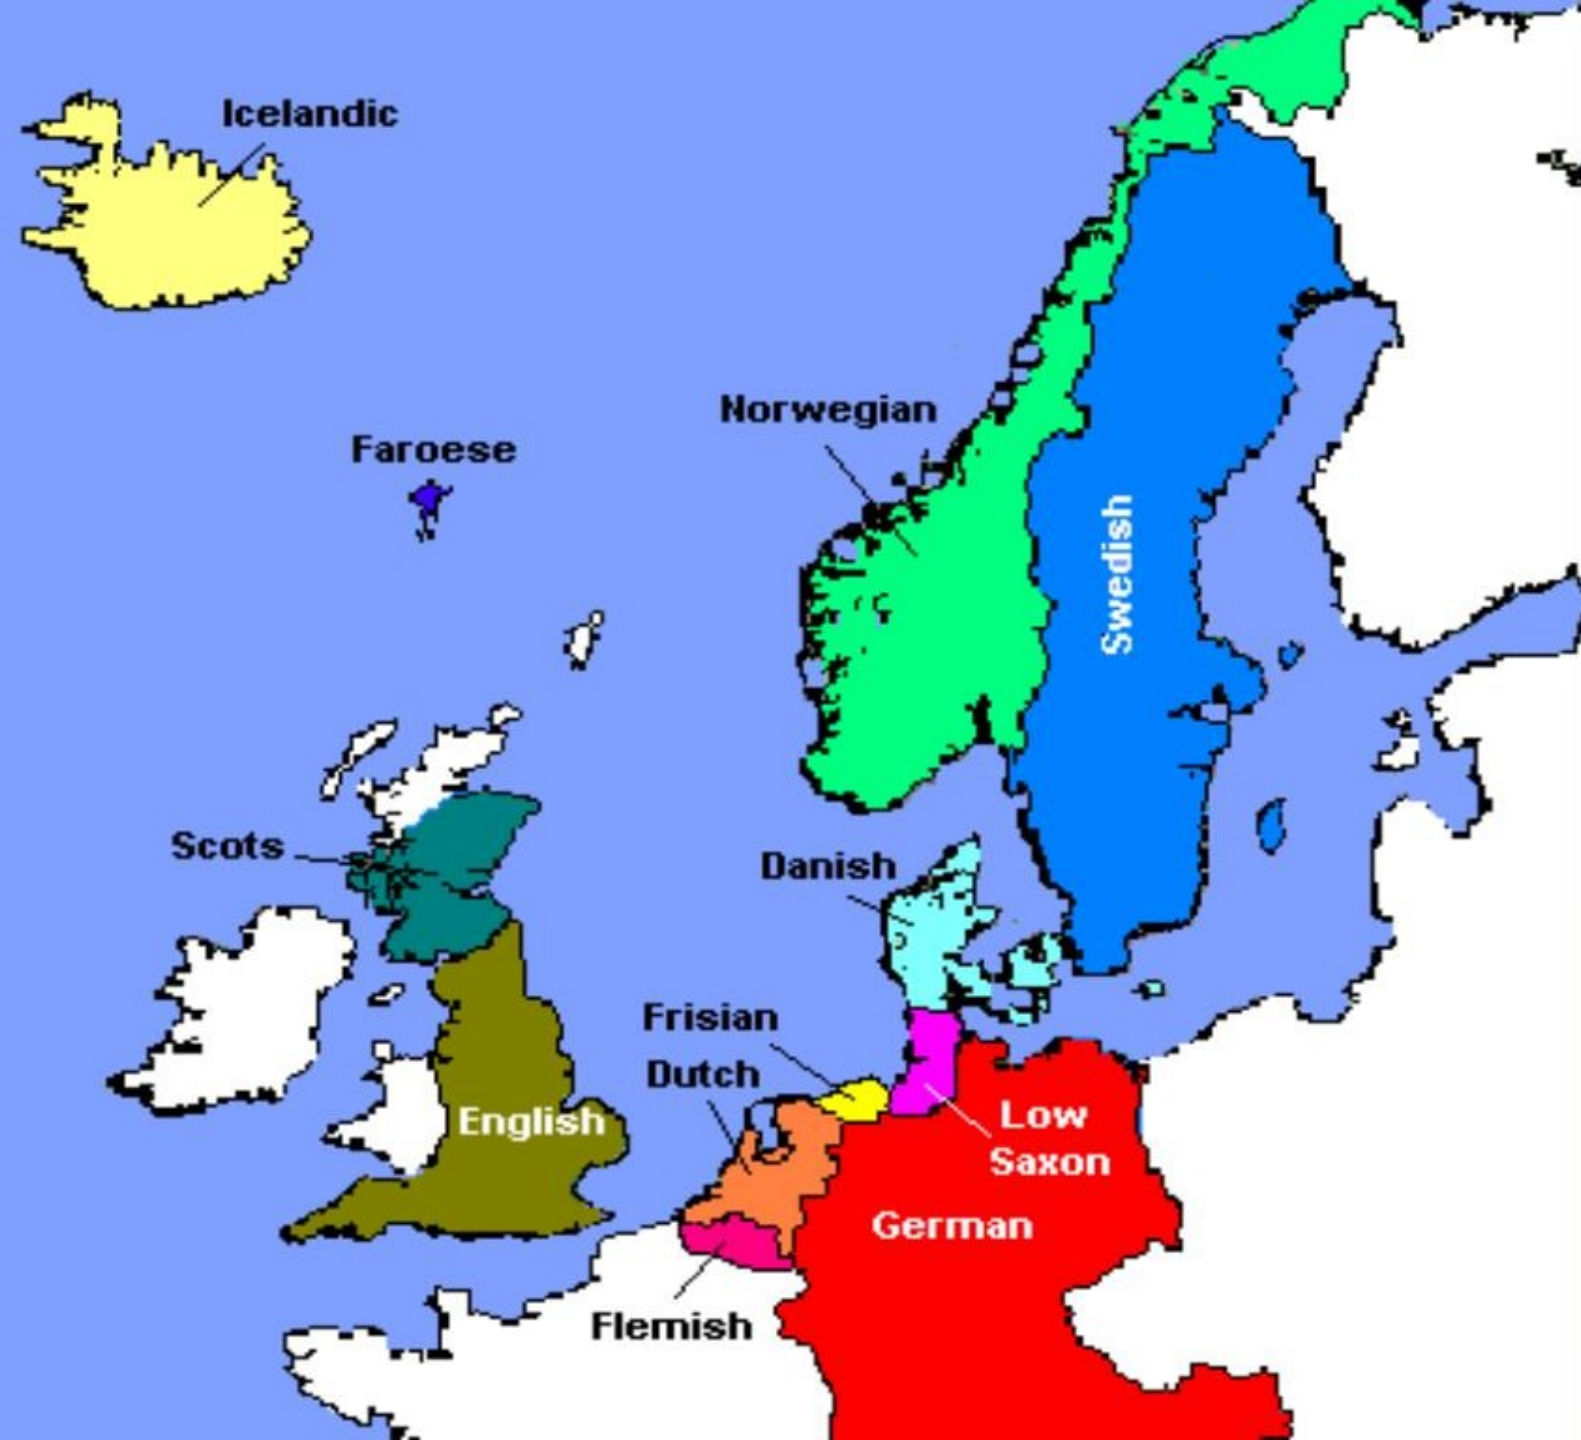 Icelandic
Norwegian
Faroese
Swedish
Scots
Danish
Frisian
Dutch
English
Low
Saxon
German
Flemish